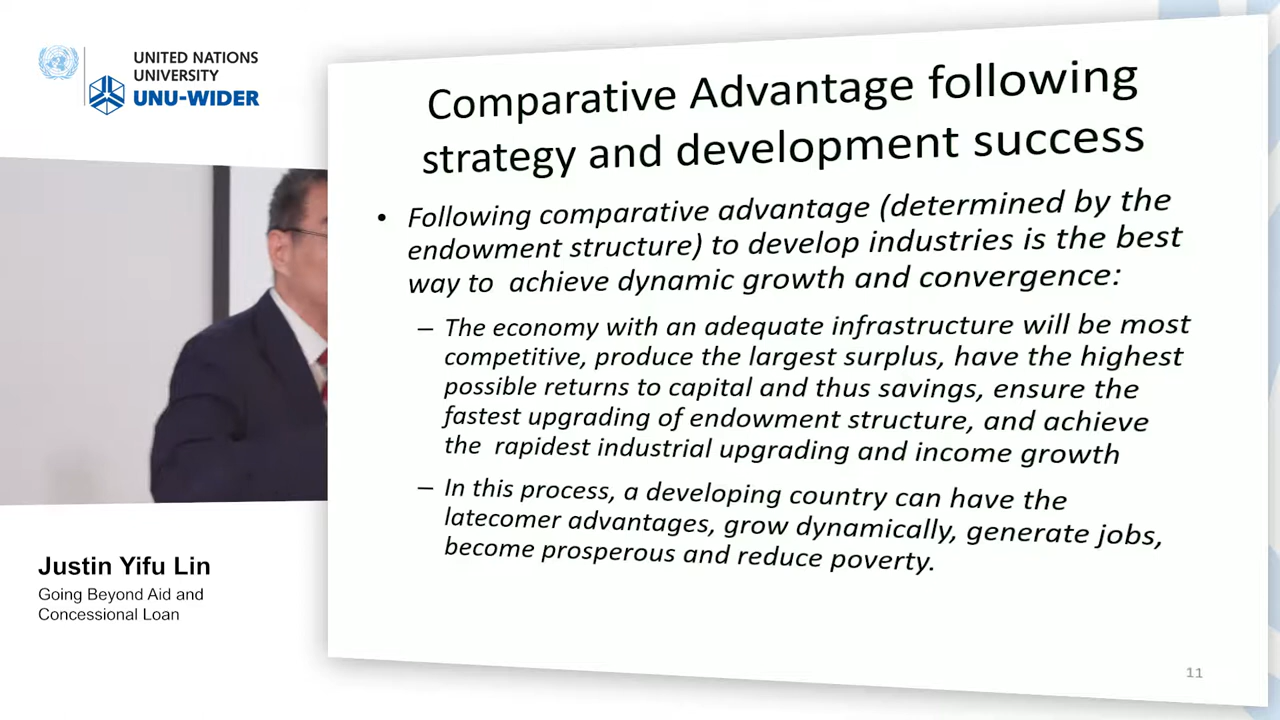 UNITED NATIONS
UNIVERSITY
UNU-WIDER
Comparative Advantage following
strategy and development success
• Following comparative advantage (determined by the
endowment structure) to develop industries is the best
way to achieve dynamic growth and convergence:
– The economy with an adequate infrastructure will be most
competitive, produce the largest surplus, have the highest
possible returns to capital and thus savings, ensure the
fastest upgrading of endowment structure, and achieve
the rapidest industrial upgrading and income growth
– In this process, a developing country can have the
latecomer advantages, grow dynamically, generate jobs,
become prosperous and reduce poverty.
Justin Yifu Lin
Going Beyond Aid and
Concessional Loan
11